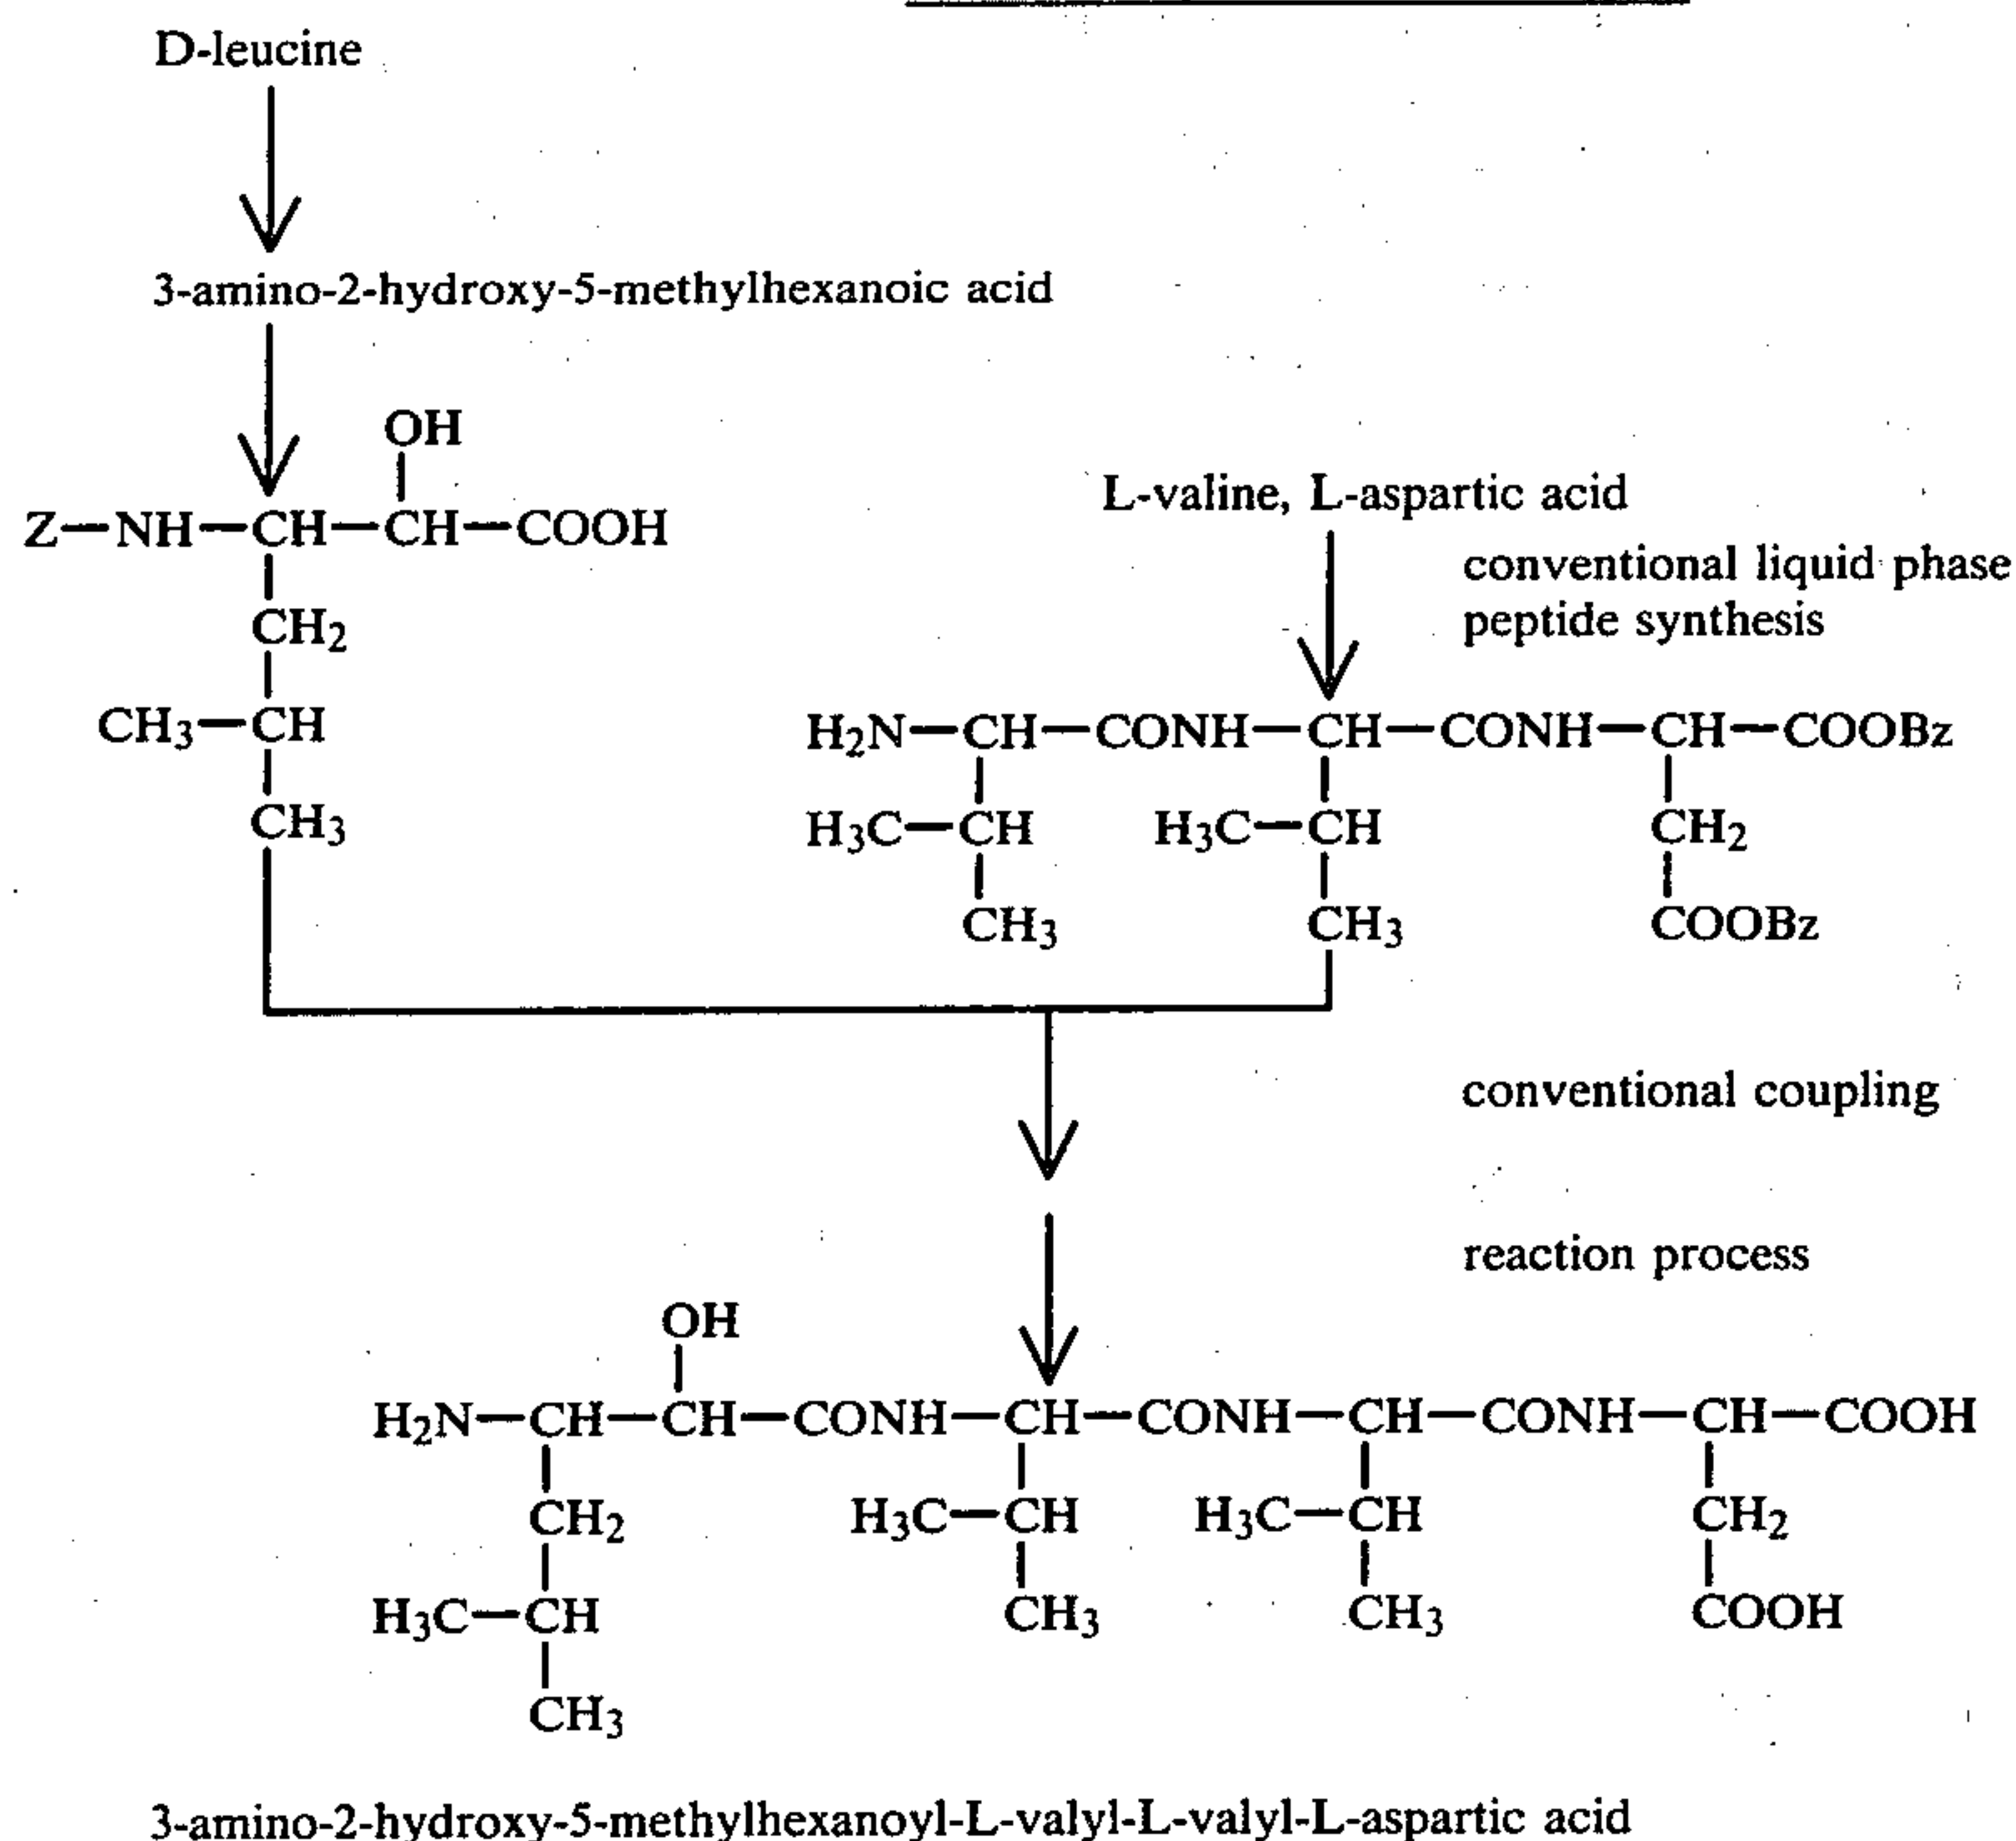 D-leucine
3-amino-2-hydroxy-5-methylhexanoic acid
OH
Z—NH—CH—CH—COOH
CH2
CH3—CH
CH3
L-valine, L-aspartic acid
conventional liquid phase
peptide synthesis
H2N—CH—CONH—CH—CONH—CH—COOBz
H3C—CH H3C—CH CH2
CH3 CH3 COOBz
conventional coupling
reaction process
OH
H2N—CH—CH—CONH—CH—CONH—CH—CONH—CH—COOH
CH2 H3C—CH H3C—CH CH2
H3C—CH CH3 CH3 COOH
CH3
3-amino-2-hydroxy-5-methylhexanoyl-L-valyl-L-valyl-L-aspartic acid